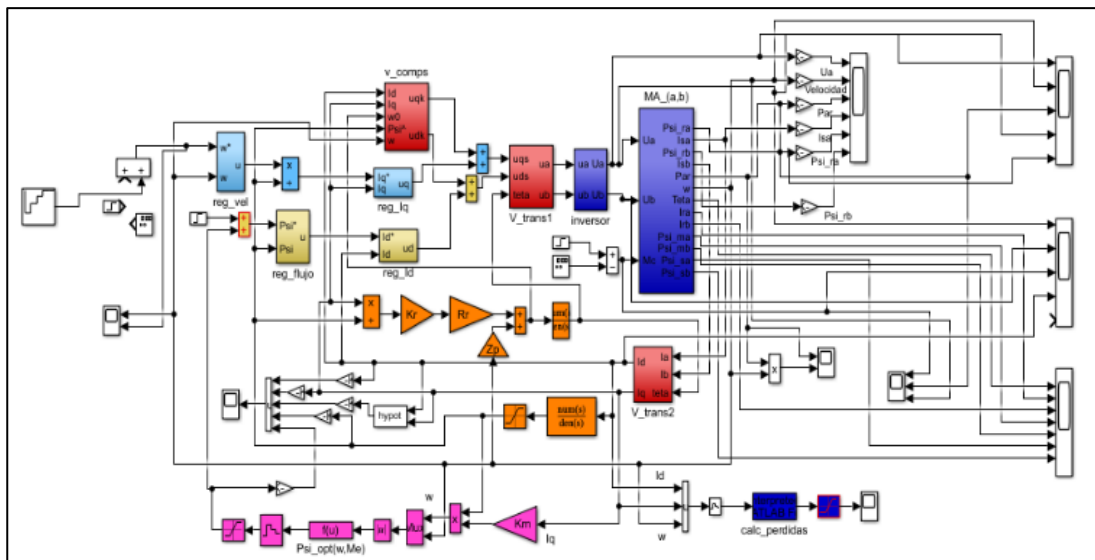 v_comps
Id
Iq
w0
Psi*
w
uqk
udk
MA_(a,b)
Ua
Ub
Mc
Psi_ra
Isa
Psi_rb
Isb
Par
w
Teta
Ira
Irb
Psi_ma
Psi_mb
Psi_sa
Psi_sb
Ua
Velocidad
Par
Isa
Psi_ra
Psi_rb
w*
w
u
reg_vel
x
÷
Iq*
Iq
uq
reg_Iq
+
+
uqs
uds
teta
ua
ub
V_trans1
ua Ua
ub Ub
inversor
+
+
+
+
Psi*
Psi
u
reg_flujo
Id*
Id
ud
reg_Id
+
+
+
−
x
÷
Kr
Rr
+
+
Zp
Id
Iq
Ia
Ib
teta
V_trans2
x
hypot
num(s)
den(s)
Id
w
calc_perdidas
w
x
Km
Iq
Mux
|u|
f(u)
Psi_opt(w,Me)